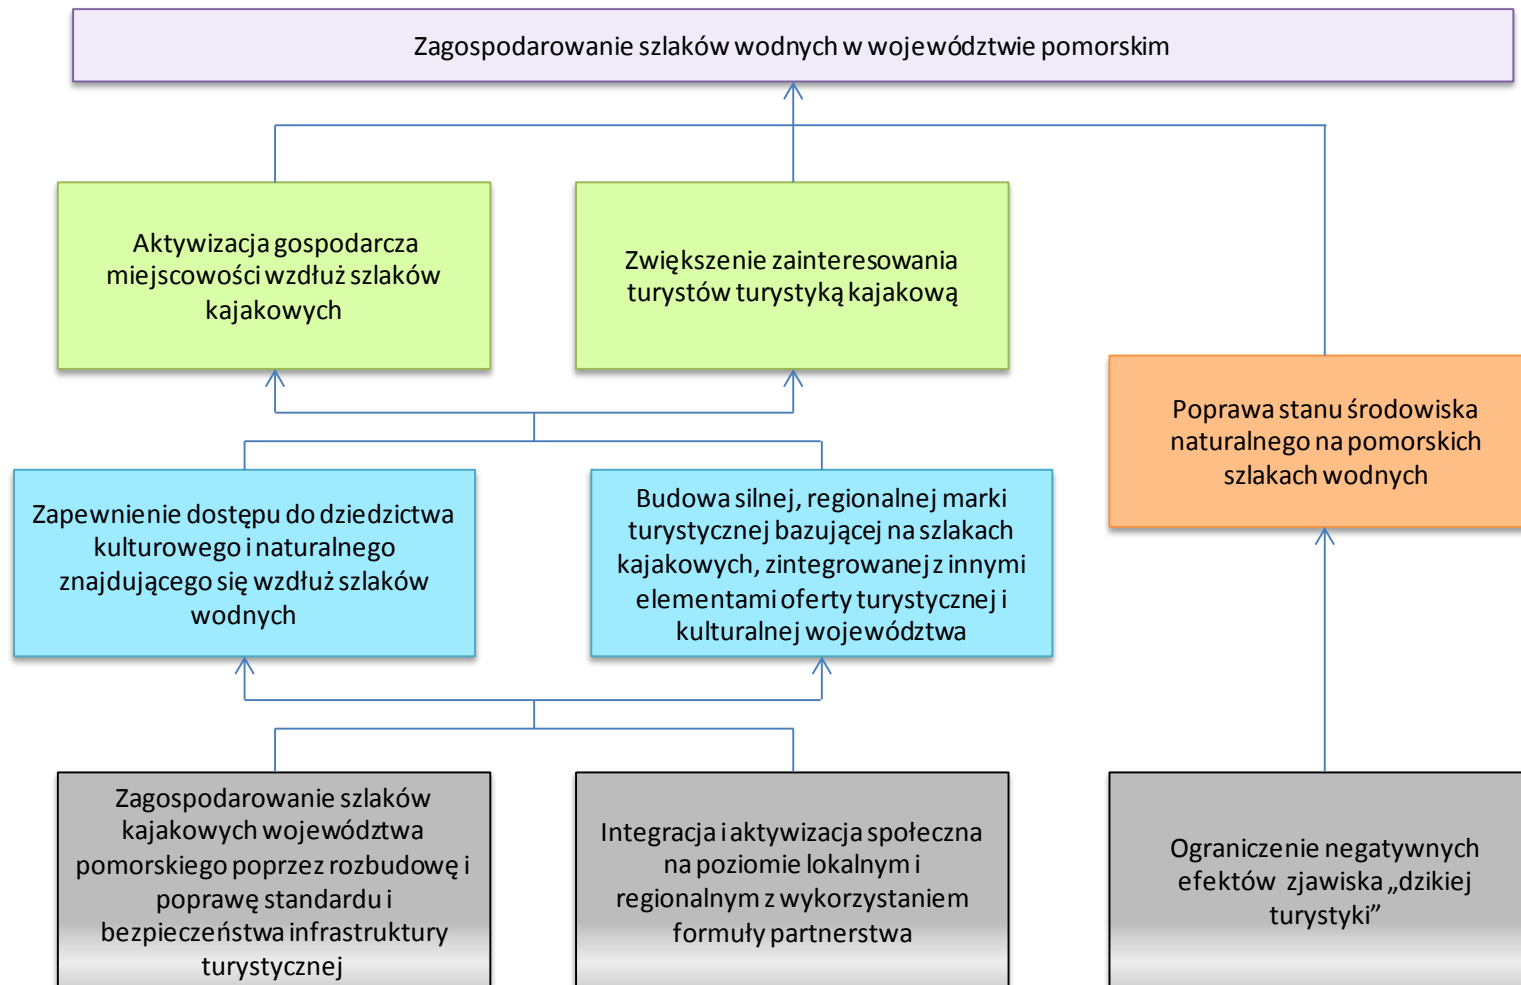 Zagospodarowanie szlaków wodnych w województwie pomorskim
Aktywizacja gospodarcza
miejscowości wzdłuż szlaków
kajakowych
Zwiększenie zainteresowania
turystów turystyką kajakową
Poprawa stanu środowiska
naturalnego na pomorskich
szlakach wodnych
Zapewnienie dostępu do dziedzictwa
kulturowego i naturalnego
znajdującego się wzdłuż szlaków
wodnych
Budowa silnej, regionalnej marki
turystycznej bazującej na szlakach
kajakowych, zintegrowanej z innymi
elementami oferty turystycznej i
kulturalnej województwa
Zagospodarowanie szlaków
kajakowych województwa
pomorskiego poprzez rozbudowę i
poprawę standardu i
bezpieczeństwa infrastruktury
turystycznej
Integracja i aktywizacja społeczna
na poziomie lokalnym i
regionalnym z wykorzystaniem
formuły partnerstwa
Ograniczenie negatywnych
efektów zjawiska „dzikiej
turystyki”